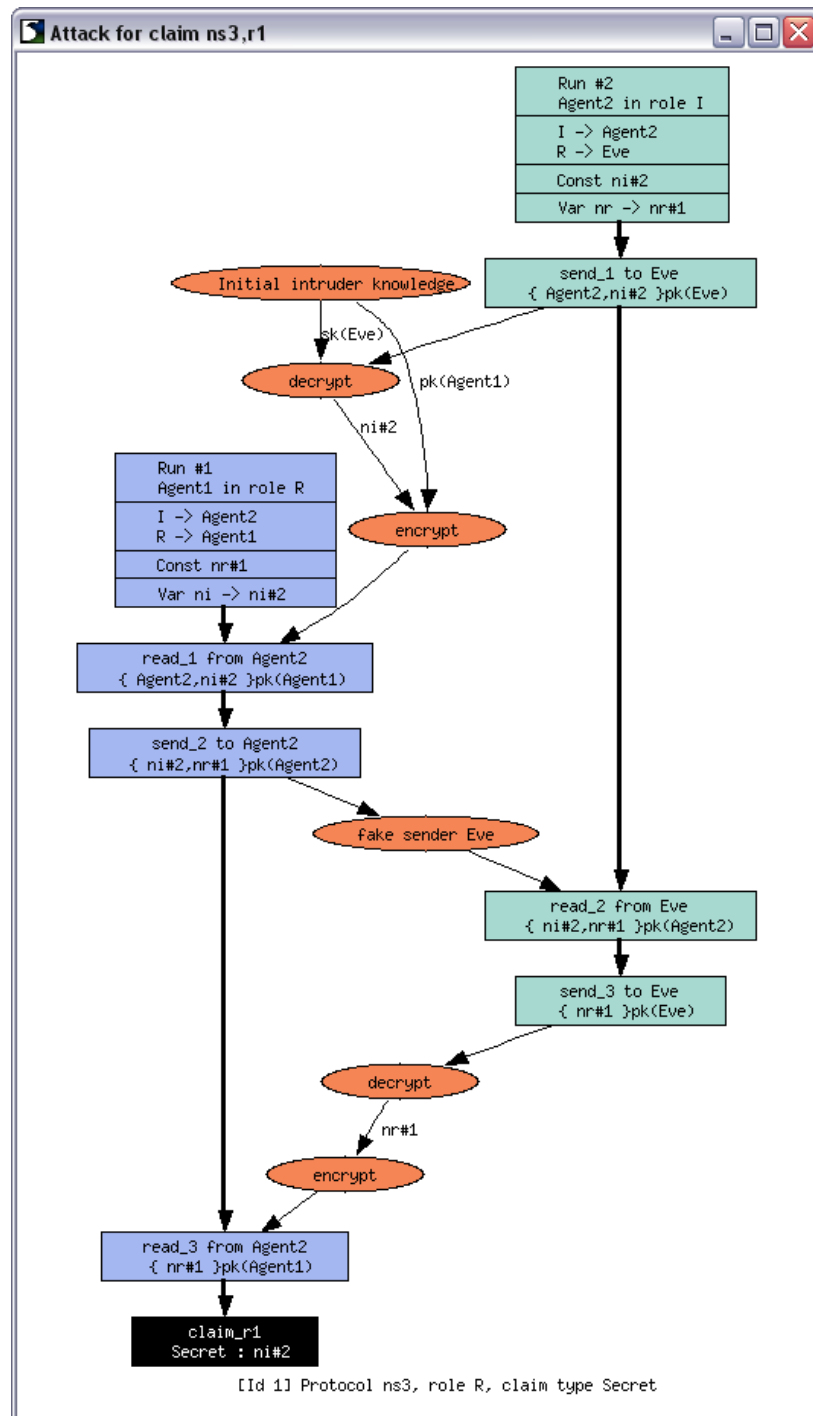 Attack for claim ns3,r1
Run #2
Agent2 in role I
I -> Agent2
R -> Eve
Const ni#2
Var nr -> nr#1
Initial intruder knowledge
send_1 to Eve
{ Agent2,ni#2 }pk(Eve)
sk(Eve)
decrypt
pk(Agent1)
ni#2
Run #1
Agent1 in role R
I -> Agent2
R -> Agent1
Const nr#1
Var ni -> ni#2
encrypt
read_1 from Agent2
{ Agent2,ni#2 }pk(Agent1)
send_2 to Agent2
{ ni#2,nr#1 }pk(Agent2)
fake sender Eve
read_2 from Eve
{ ni#2,nr#1 }pk(Agent2)
send_3 to Eve
{ nr#1 }pk(Eve)
decrypt
nr#1
encrypt
read_3 from Agent2
{ nr#1 }pk(Agent1)
claim_r1
Secret : ni#2
[Id 1] Protocol ns3, role R, claim type Secret